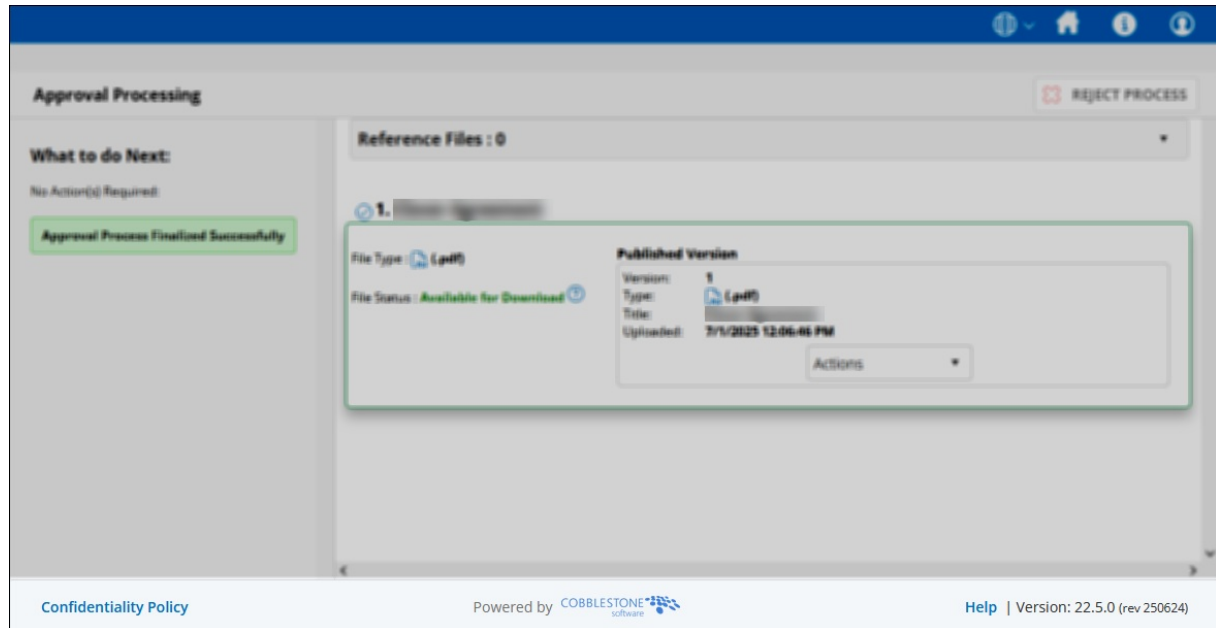 Approval Processing
REJECT PROCESS
What to do Next:
No Action(s) Required:
Approval Process Finalized Successfully
Reference Files : 0
1.
File Type : (.pdf)
File Status : Available for Download ?
Published Version
Version: 1
Type: (.pdf)
Title:
Uploaded: 7/1/2025 12:06:46 PM
Actions
Confidentiality Policy
Powered by COBBLESTONE software
Help | Version: 22.5.0 (rev 250624)